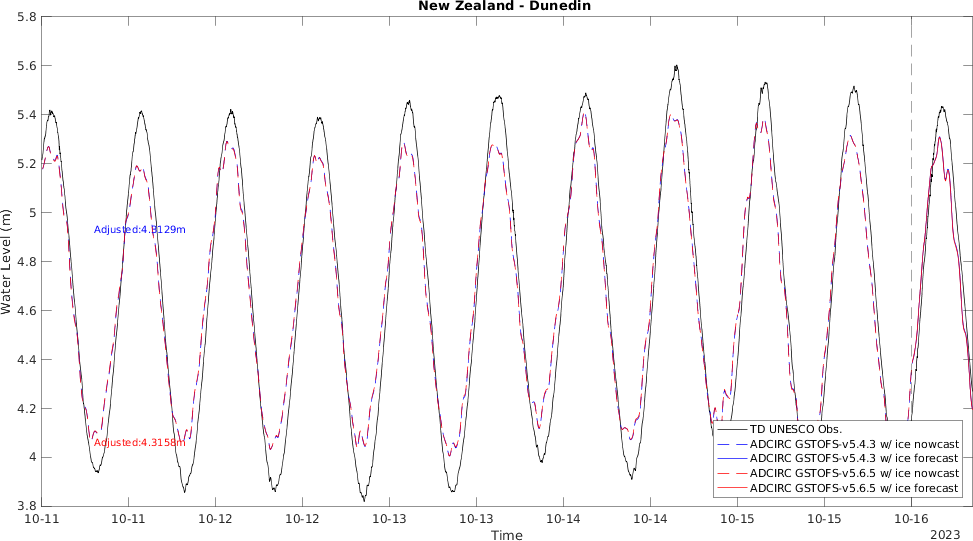 New Zealand - Dunedin
Water Level (m)
5.8
5.6
5.4
5.2
5
4.8
4.6
4.4
4.2
4
3.8
Adjusted:4.3129m
Adjusted:4.3158m
TD UNESCO Obs.
ADCIRC GSTOFS-v5.4.3 w/ ice nowcast
ADCIRC GSTOFS-v5.4.3 w/ ice forecast
ADCIRC GSTOFS-v5.6.5 w/ ice nowcast
ADCIRC GSTOFS-v5.6.5 w/ ice forecast
10-11 10-11 10-12 10-12 10-13 10-13 10-14 10-14 10-15 10-15 10-16
Time
2023